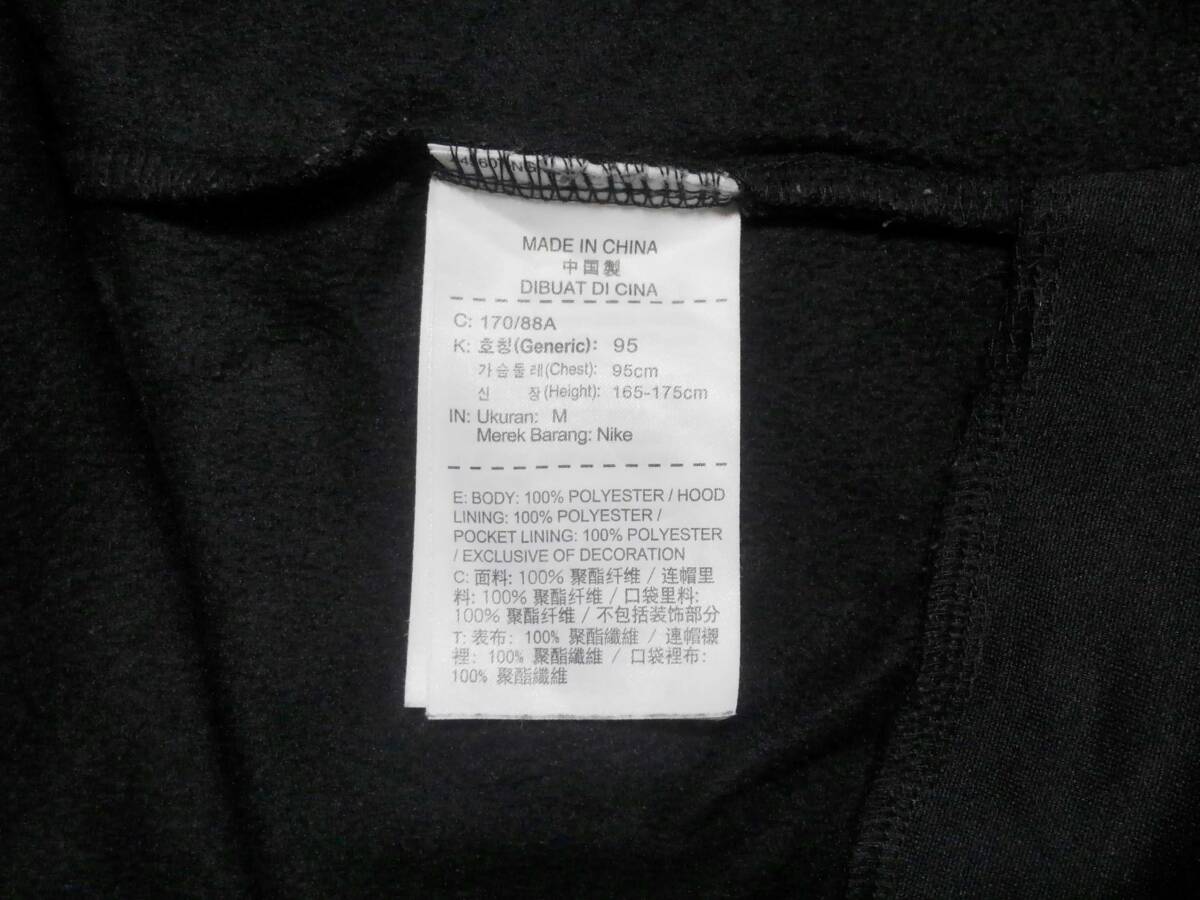 MADE IN CHINA
中国製
DIBUAT DI CINA
C: 170/88A
K: 호칭(Generic): 95
가슴둘레(Chest): 95cm
신 장(Height): 165-175cm
IN: Ukuran: M
Merek Barang: Nike
E: BODY: 100% POLYESTER / HOOD
LINING: 100% POLYESTER /
POCKET LINING: 100% POLYESTER
/ EXCLUSIVE OF DECORATION
C: 面料: 100% 聚酯纤维 / 连帽里
料: 100% 聚酯纤维 / 口袋里料:
100% 聚酯纤维 / 不包括装饰部分
T: 表布: 100% 聚酯纖維 / 連帽襯
裡: 100% 聚酯纖維 / 口袋裡布:
100% 聚酯纖維